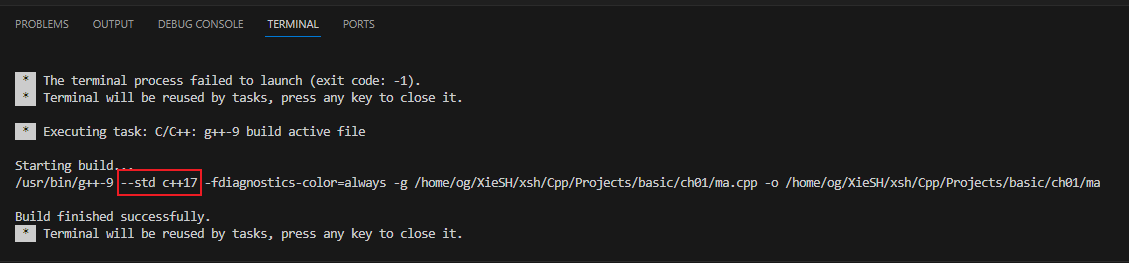 PROBLEMS OUTPUT DEBUG CONSOLE TERMINAL PORTS
* The terminal process failed to launch (exit code: -1).
* Terminal will be reused by tasks, press any key to close it.
* Executing task: C/C++: g++-9 build active file
Starting build...
/usr/bin/g++-9 --std c++17 -fdiagnostics-color=always -g /home/og/XieSH/xsh/Cpp/Projects/basic/ch01/ma.cpp -o /home/og/XieSH/xsh/Cpp/Projects/basic/ch01/ma
Build finished successfully.
* Terminal will be reused by tasks, press any key to close it.